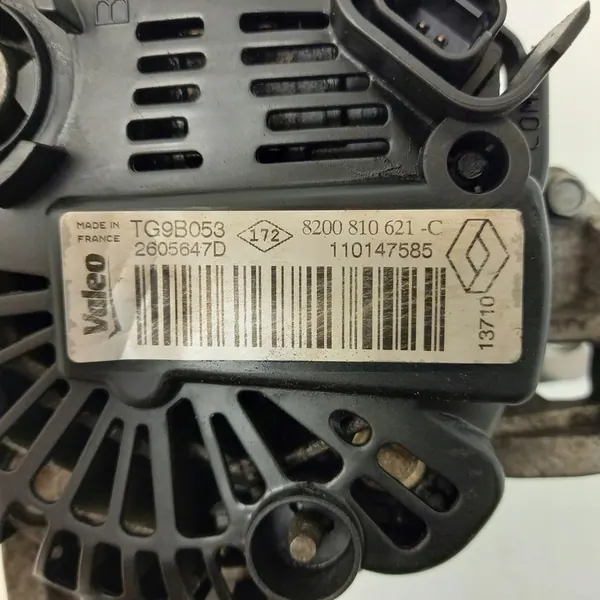 B
MADE IN
FRANCE
TG9B053
2605647D
172
8200 810 621 -C
110147585
Valeo
13710